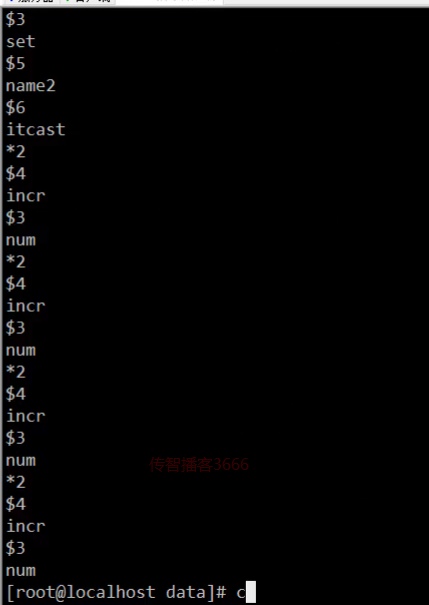 $3
set
$5
name2
$6
itcast
*2
$4
incr
$3
num
*2
$4
incr
$3
num
*2
$4
incr
$3
num
传智播客3666
*2
$4
incr
$3
num
[root@localhost data]# c